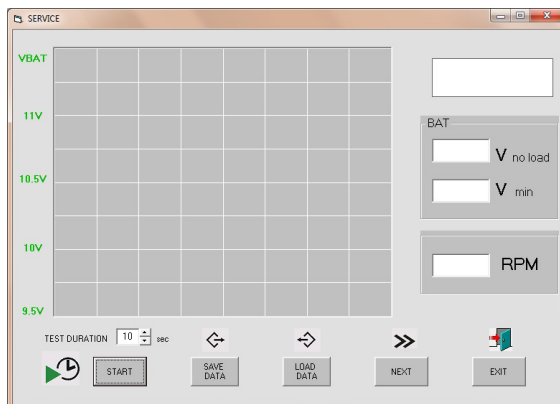 SERVICE
VBAT
11V
10.5V
10V
9.5V
BAT
V no load
V min
RPM
TEST DURATION 10 sec
START
SAVE
DATA
LOAD
DATA
NEXT
EXIT